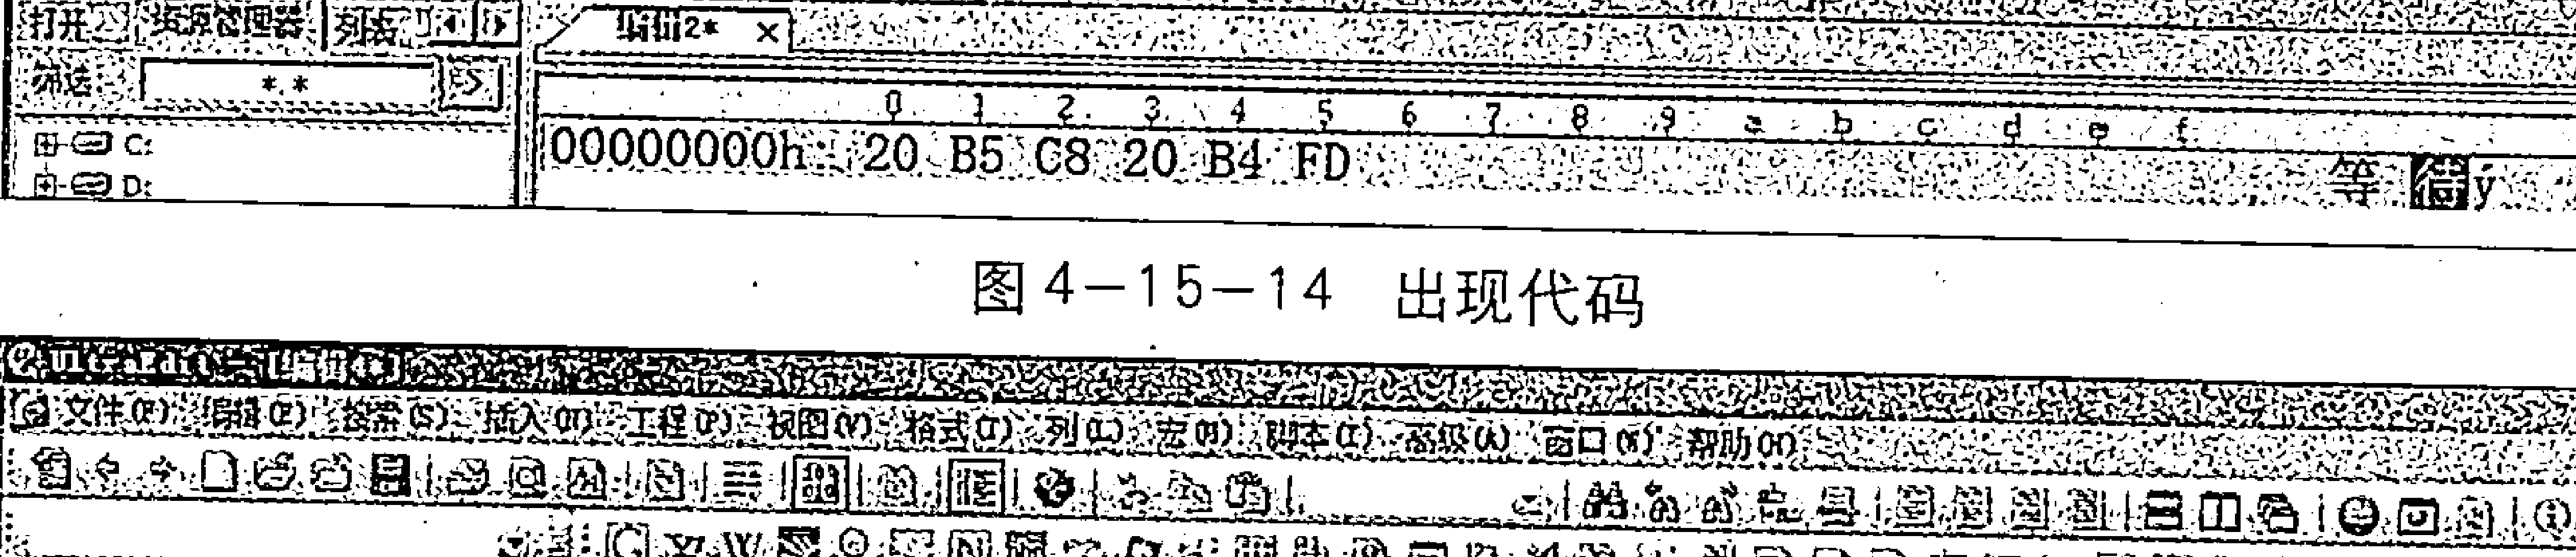 打开 资源管理器 列表
编辑2* ×
筛选 *.*
0 1 2 3 4 5 6 7 8 9 a b c d e f
C:
00000000h: 20 B5 C8 20 B4 FD 等 待ý
D:
图4-15-14 出现代码
UltraEdit - [编辑4*]
文件(F) 编辑(E) 搜索(S) 插入(N) 工程(P) 视图(V) 格式(T) 列(L) 宏(M) 脚本(I) 高级(A) 窗口(W) 帮助(H)